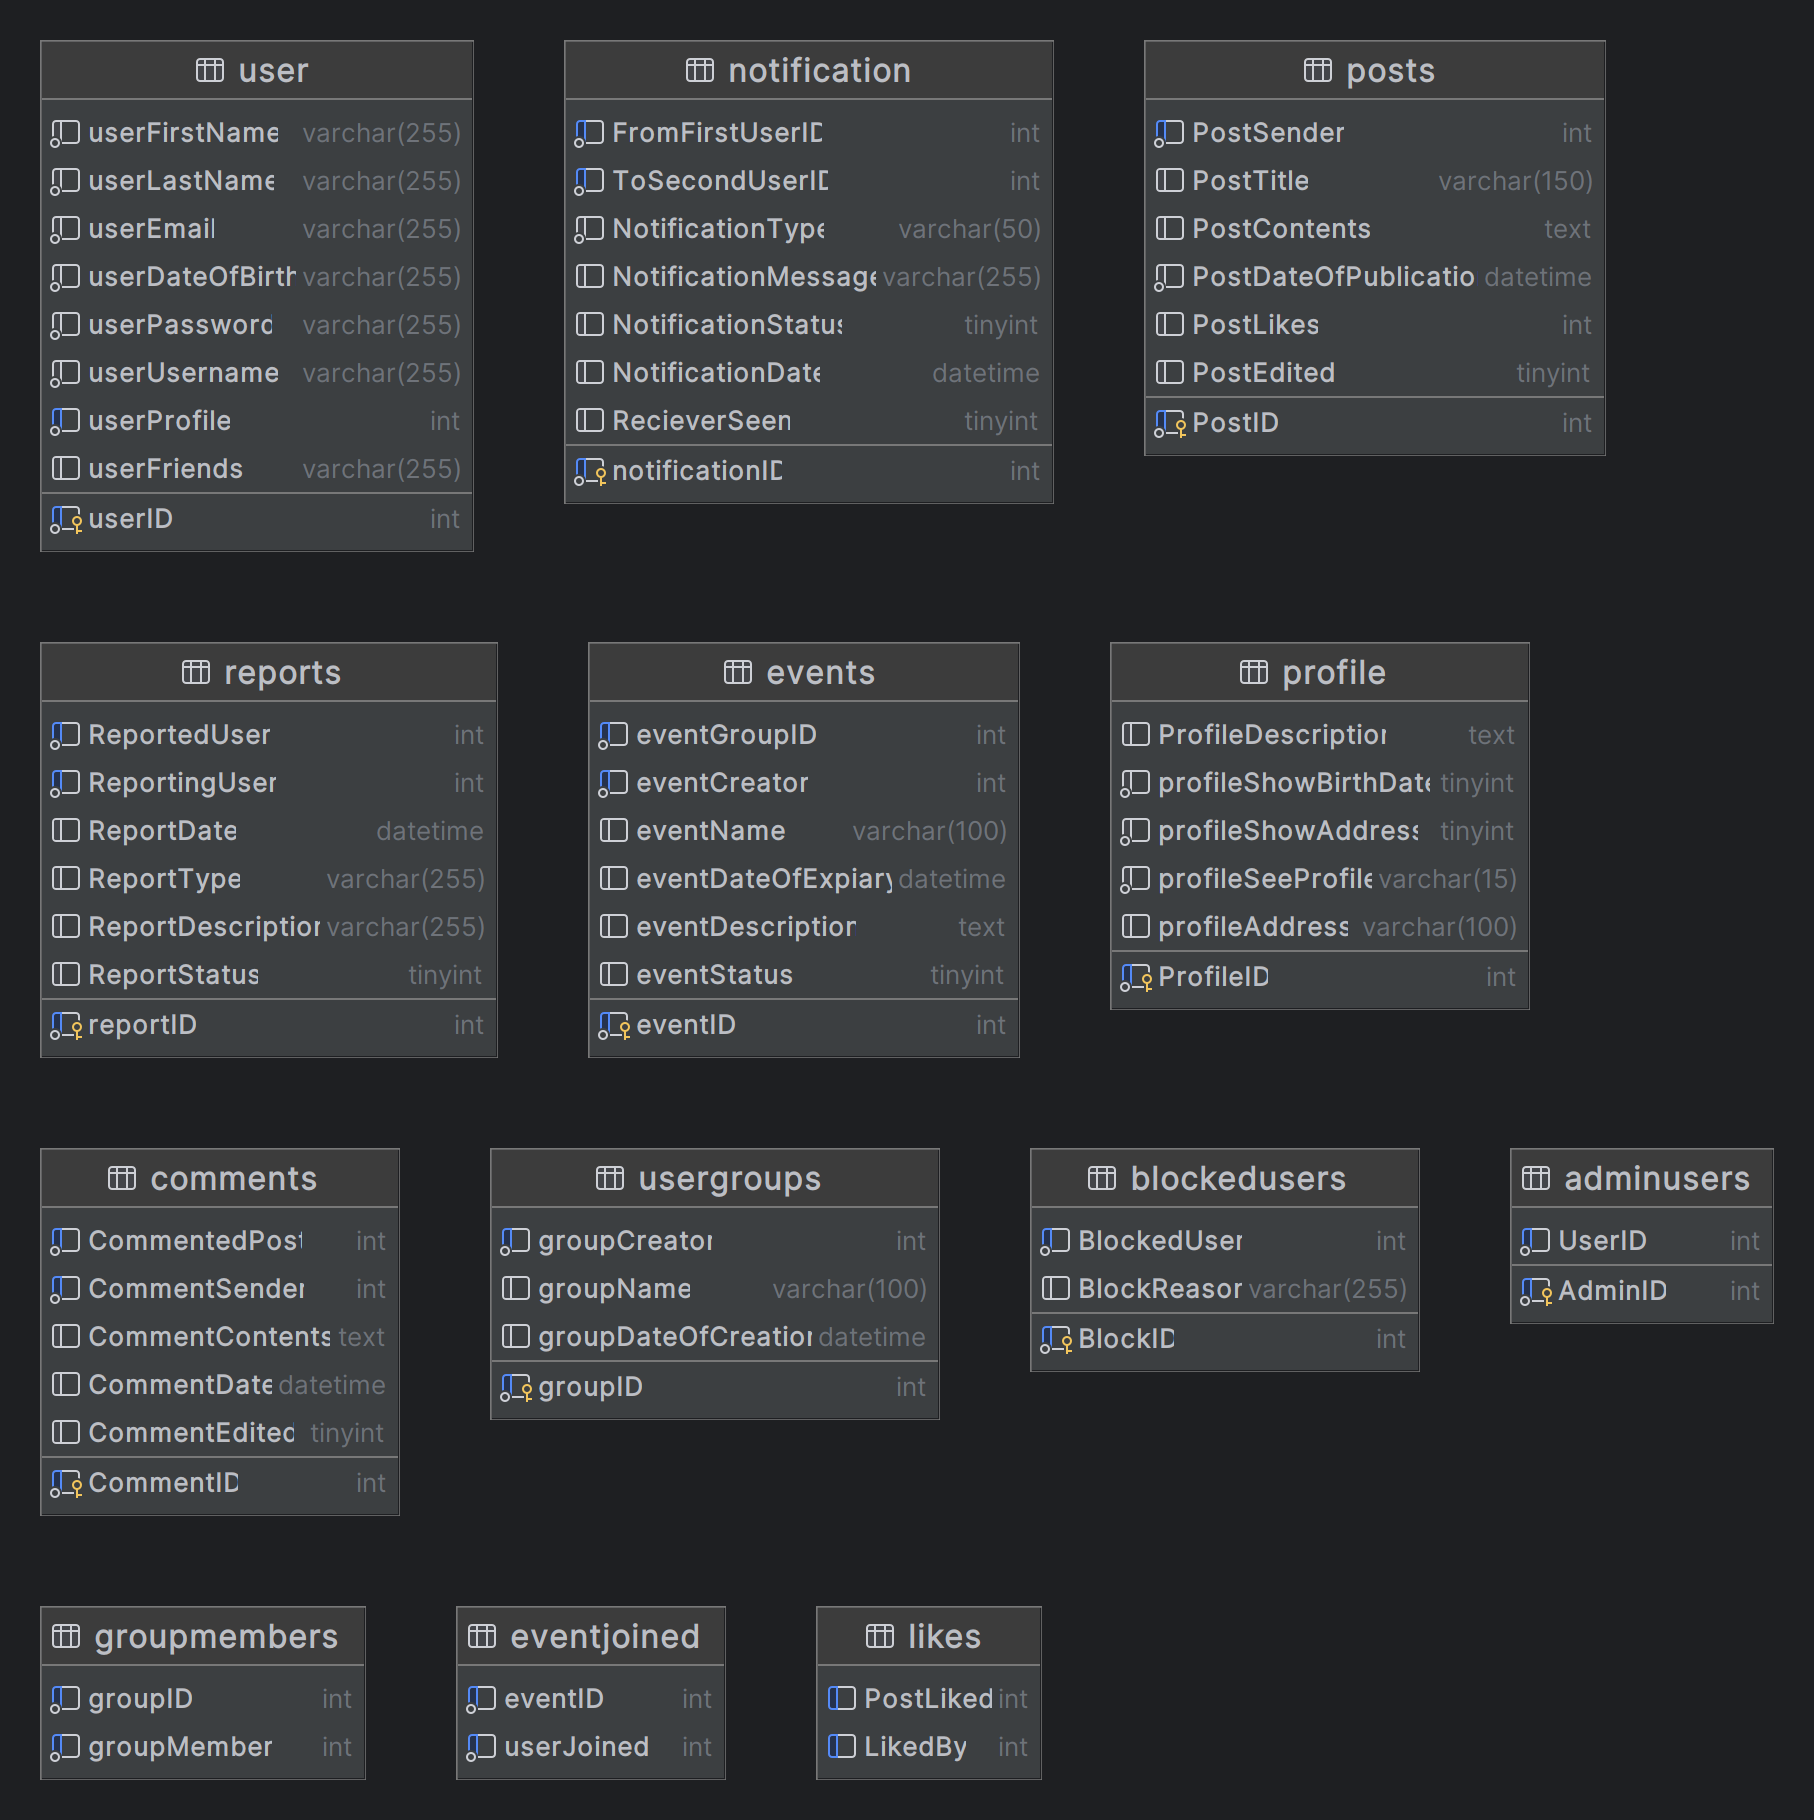 user
userFirstName varchar(255)
userLastName varchar(255)
userEmail varchar(255)
userDateOfBirth varchar(255)
userPassword varchar(255)
userUsername varchar(255)
userProfile int
userFriends varchar(255)
userID int
notification
FromFirstUserID int
ToSecondUserID int
NotificationType varchar(50)
NotificationMessage varchar(255)
NotificationStatus tinyint
NotificationDate datetime
RecieverSeen tinyint
notificationID int
posts
PostSender int
PostTitle varchar(150)
PostContents text
PostDateOfPublicatio datetime
PostLikes int
PostEdited tinyint
PostID int
reports
ReportedUser int
ReportingUser int
ReportDate datetime
ReportType varchar(255)
ReportDescription varchar(255)
ReportStatus tinyint
reportID int
events
eventGroupID int
eventCreator int
eventName varchar(100)
eventDateOfExpiary datetime
eventDescription text
eventStatus tinyint
eventID int
profile
ProfileDescription text
profileShowBirthDate tinyint
profileShowAddress tinyint
profileSeeProfile varchar(15)
profileAddress varchar(100)
ProfileID int
comments
CommentedPost int
CommentSender int
CommentContents text
CommentDate datetime
CommentEdited tinyint
CommentID int
usergroups
groupCreator int
groupName varchar(100)
groupDateOfCreation datetime
groupID int
blockedusers
BlockedUser int
BlockReason varchar(255)
BlockID int
adminusers
UserID int
AdminID int
groupmembers
groupID int
groupMember int
eventjoined
eventID int
userJoined int
likes
PostLiked int
LikedBy int